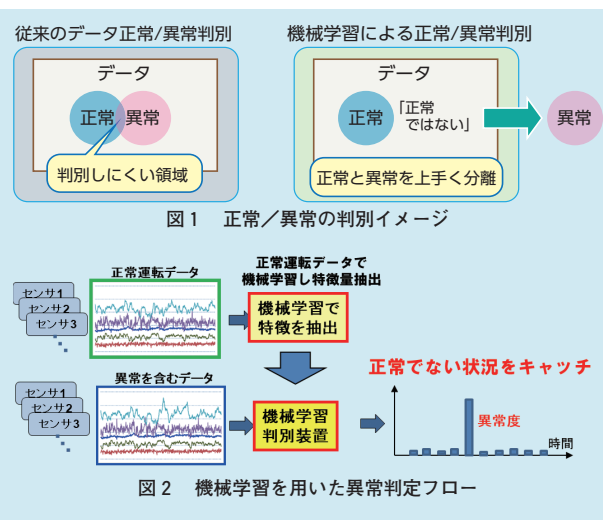 従来のデータ正常/異常判別
データ
正常
異常
判別しにくい領域
機械学習による正常/異常判別
データ
正常
「正常
ではない」
異常
正常と異常を上手く分離
図1 正常／異常の判別イメージ
正常運転データ
センサ1
センサ2
センサ3
正常運転データで
機械学習し特徴量抽出
機械学習で
特徴を抽出
異常を含むデータ
センサ1
センサ2
センサ3
機械学習
判別装置
正常でない状況をキャッチ
異常度
時間
図2 機械学習を用いた異常判定フロー